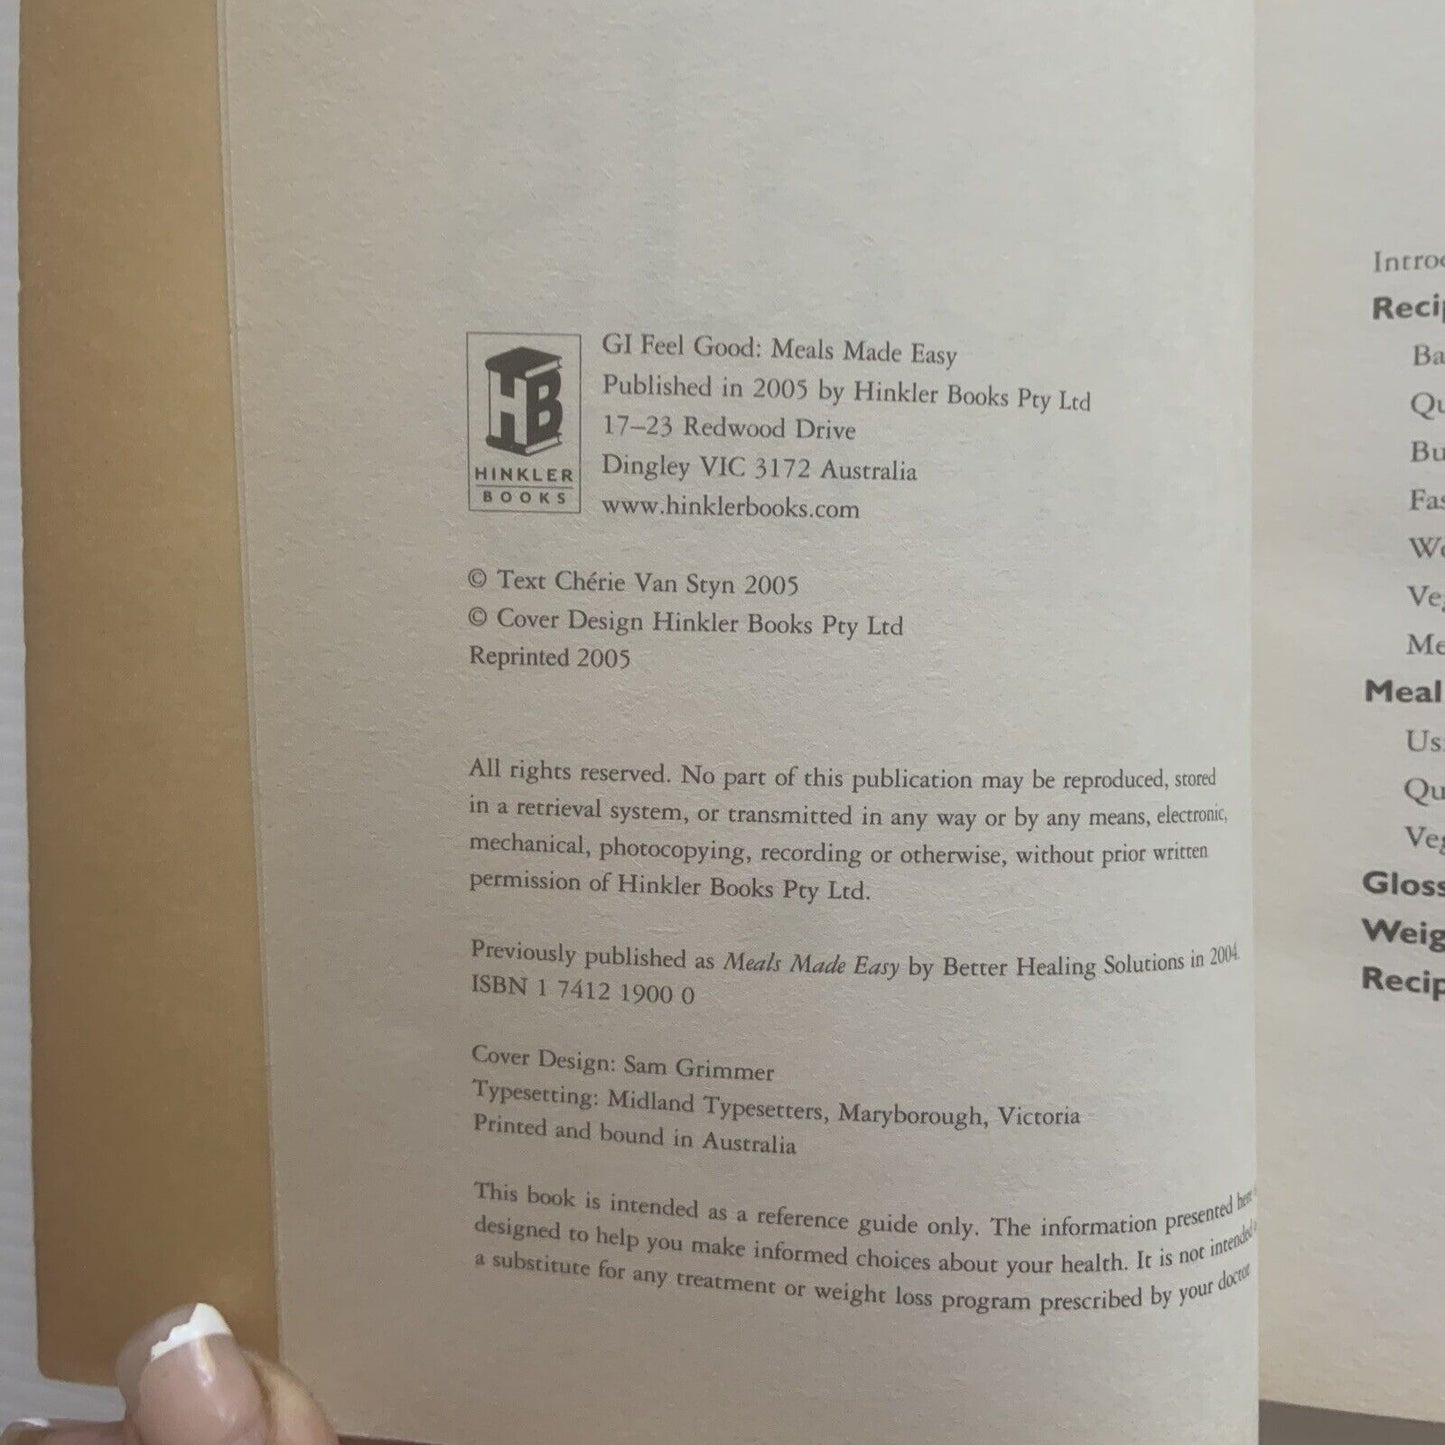 HB
HINKLER
BOOKS
GI Feel Good: Meals Made Easy
Published in 2005 by Hinkler Books Pty Ltd
17–23 Redwood Drive
Dingley VIC 3172 Australia
www.hinklerbooks.com
© Text Chérie Van Styn 2005
© Cover Design Hinkler Books Pty Ltd
Reprinted 2005
All rights reserved. No part of this publication may be reproduced, stored
in a retrieval system, or transmitted in any way or by any means, electronic,
mechanical, photocopying, recording or otherwise, without prior written
permission of Hinkler Books Pty Ltd.
Previously published as Meals Made Easy by Better Healing Solutions in 2004.
ISBN 1 7412 1900 0
Cover Design: Sam Grimmer
Typesetting: Midland Typesetters, Maryborough, Victoria
Printed and bound in Australia
This book is intended as a reference guide only. The information presented here
designed to help you make informed choices about your health. It is not intended
a substitute for any treatment or weight loss program prescribed by your doctor.
Meal